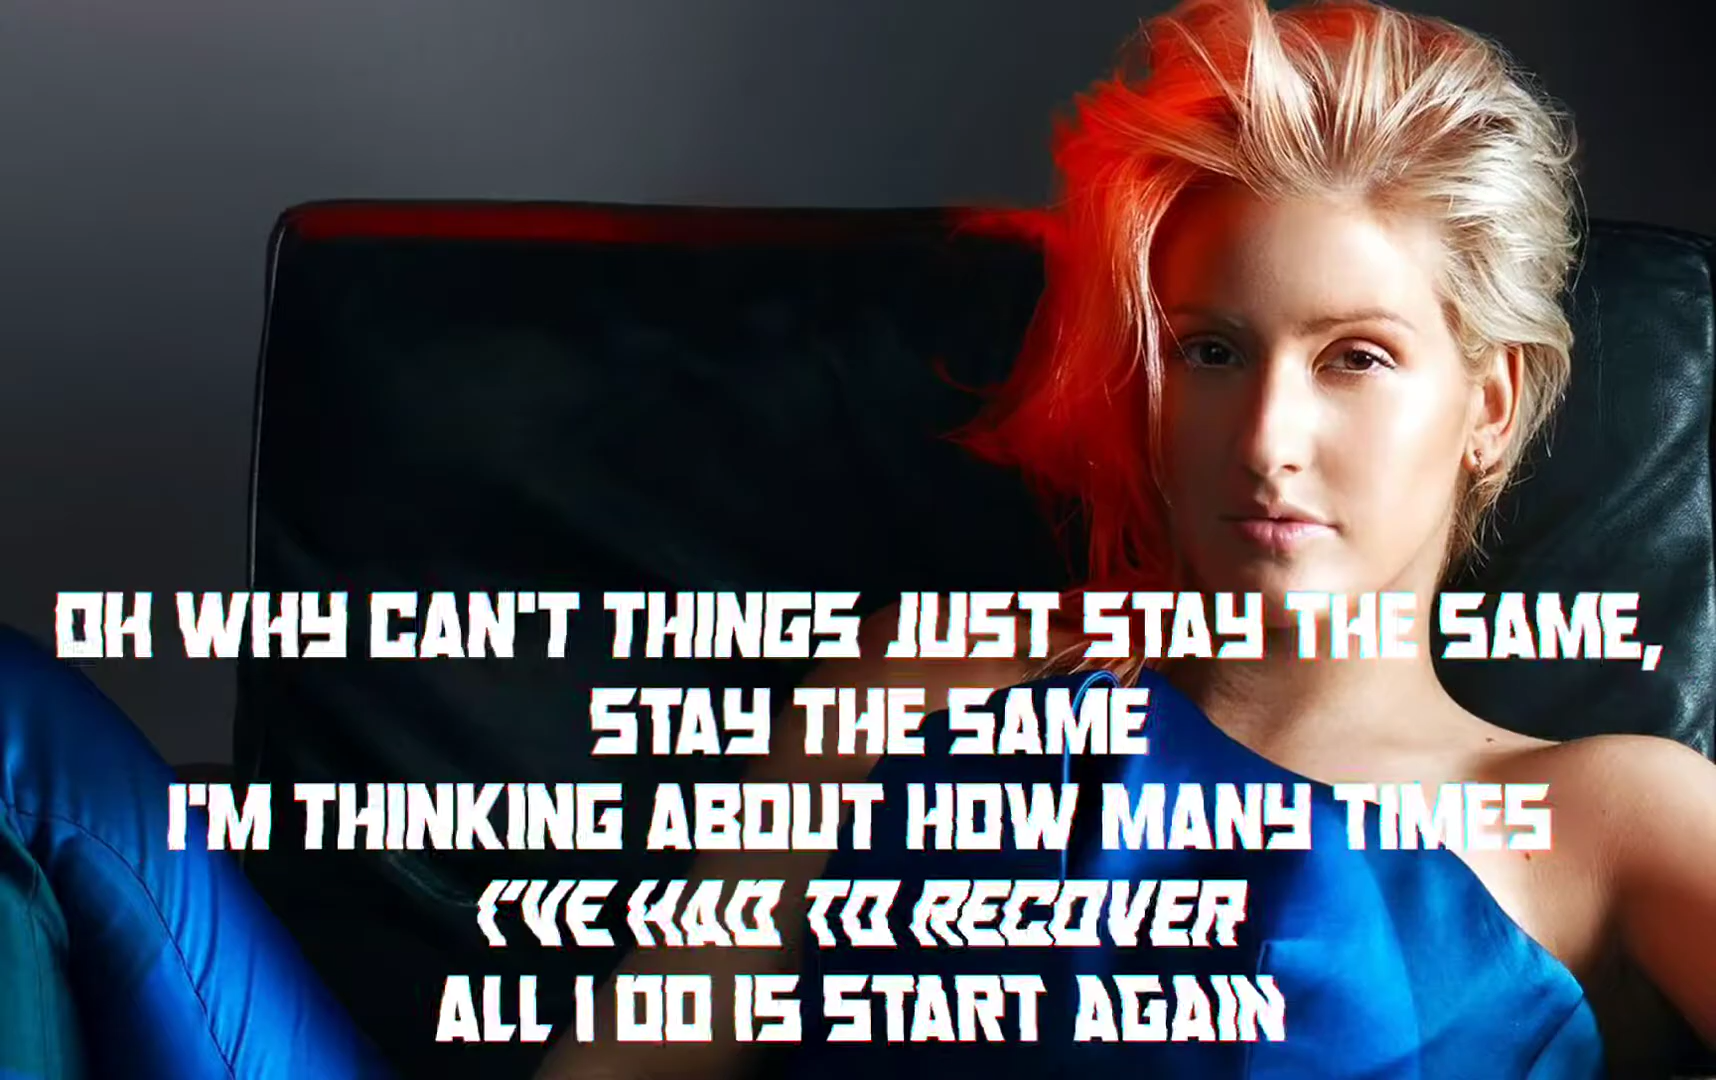 OH WHY CAN'T THINGS JUST STAY THE SAME,
STAY THE SAME
I'M THINKING ABOUT HOW MANY TIMES
I'VE HAD TO RECOVER
ALL I DO IS START AGAIN